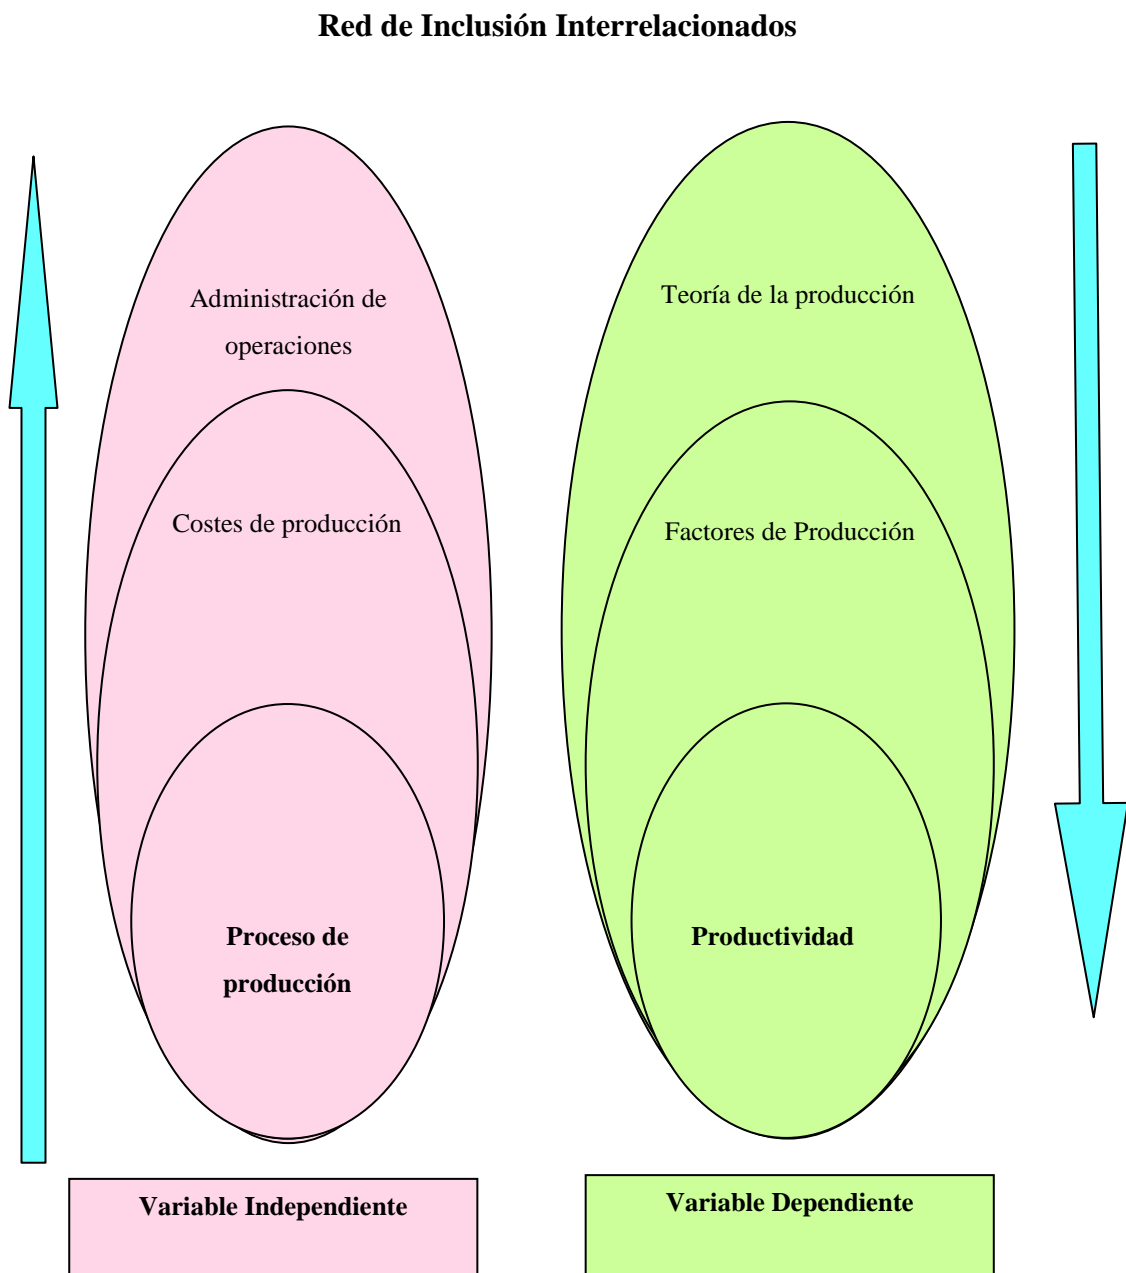 Red de Inclusión Interrelacionados
Administración de
operaciones
Costes de producción
Proceso de
producción
Variable Independiente
Teoría de la producción
Factores de Producción
Productividad
Variable Dependiente